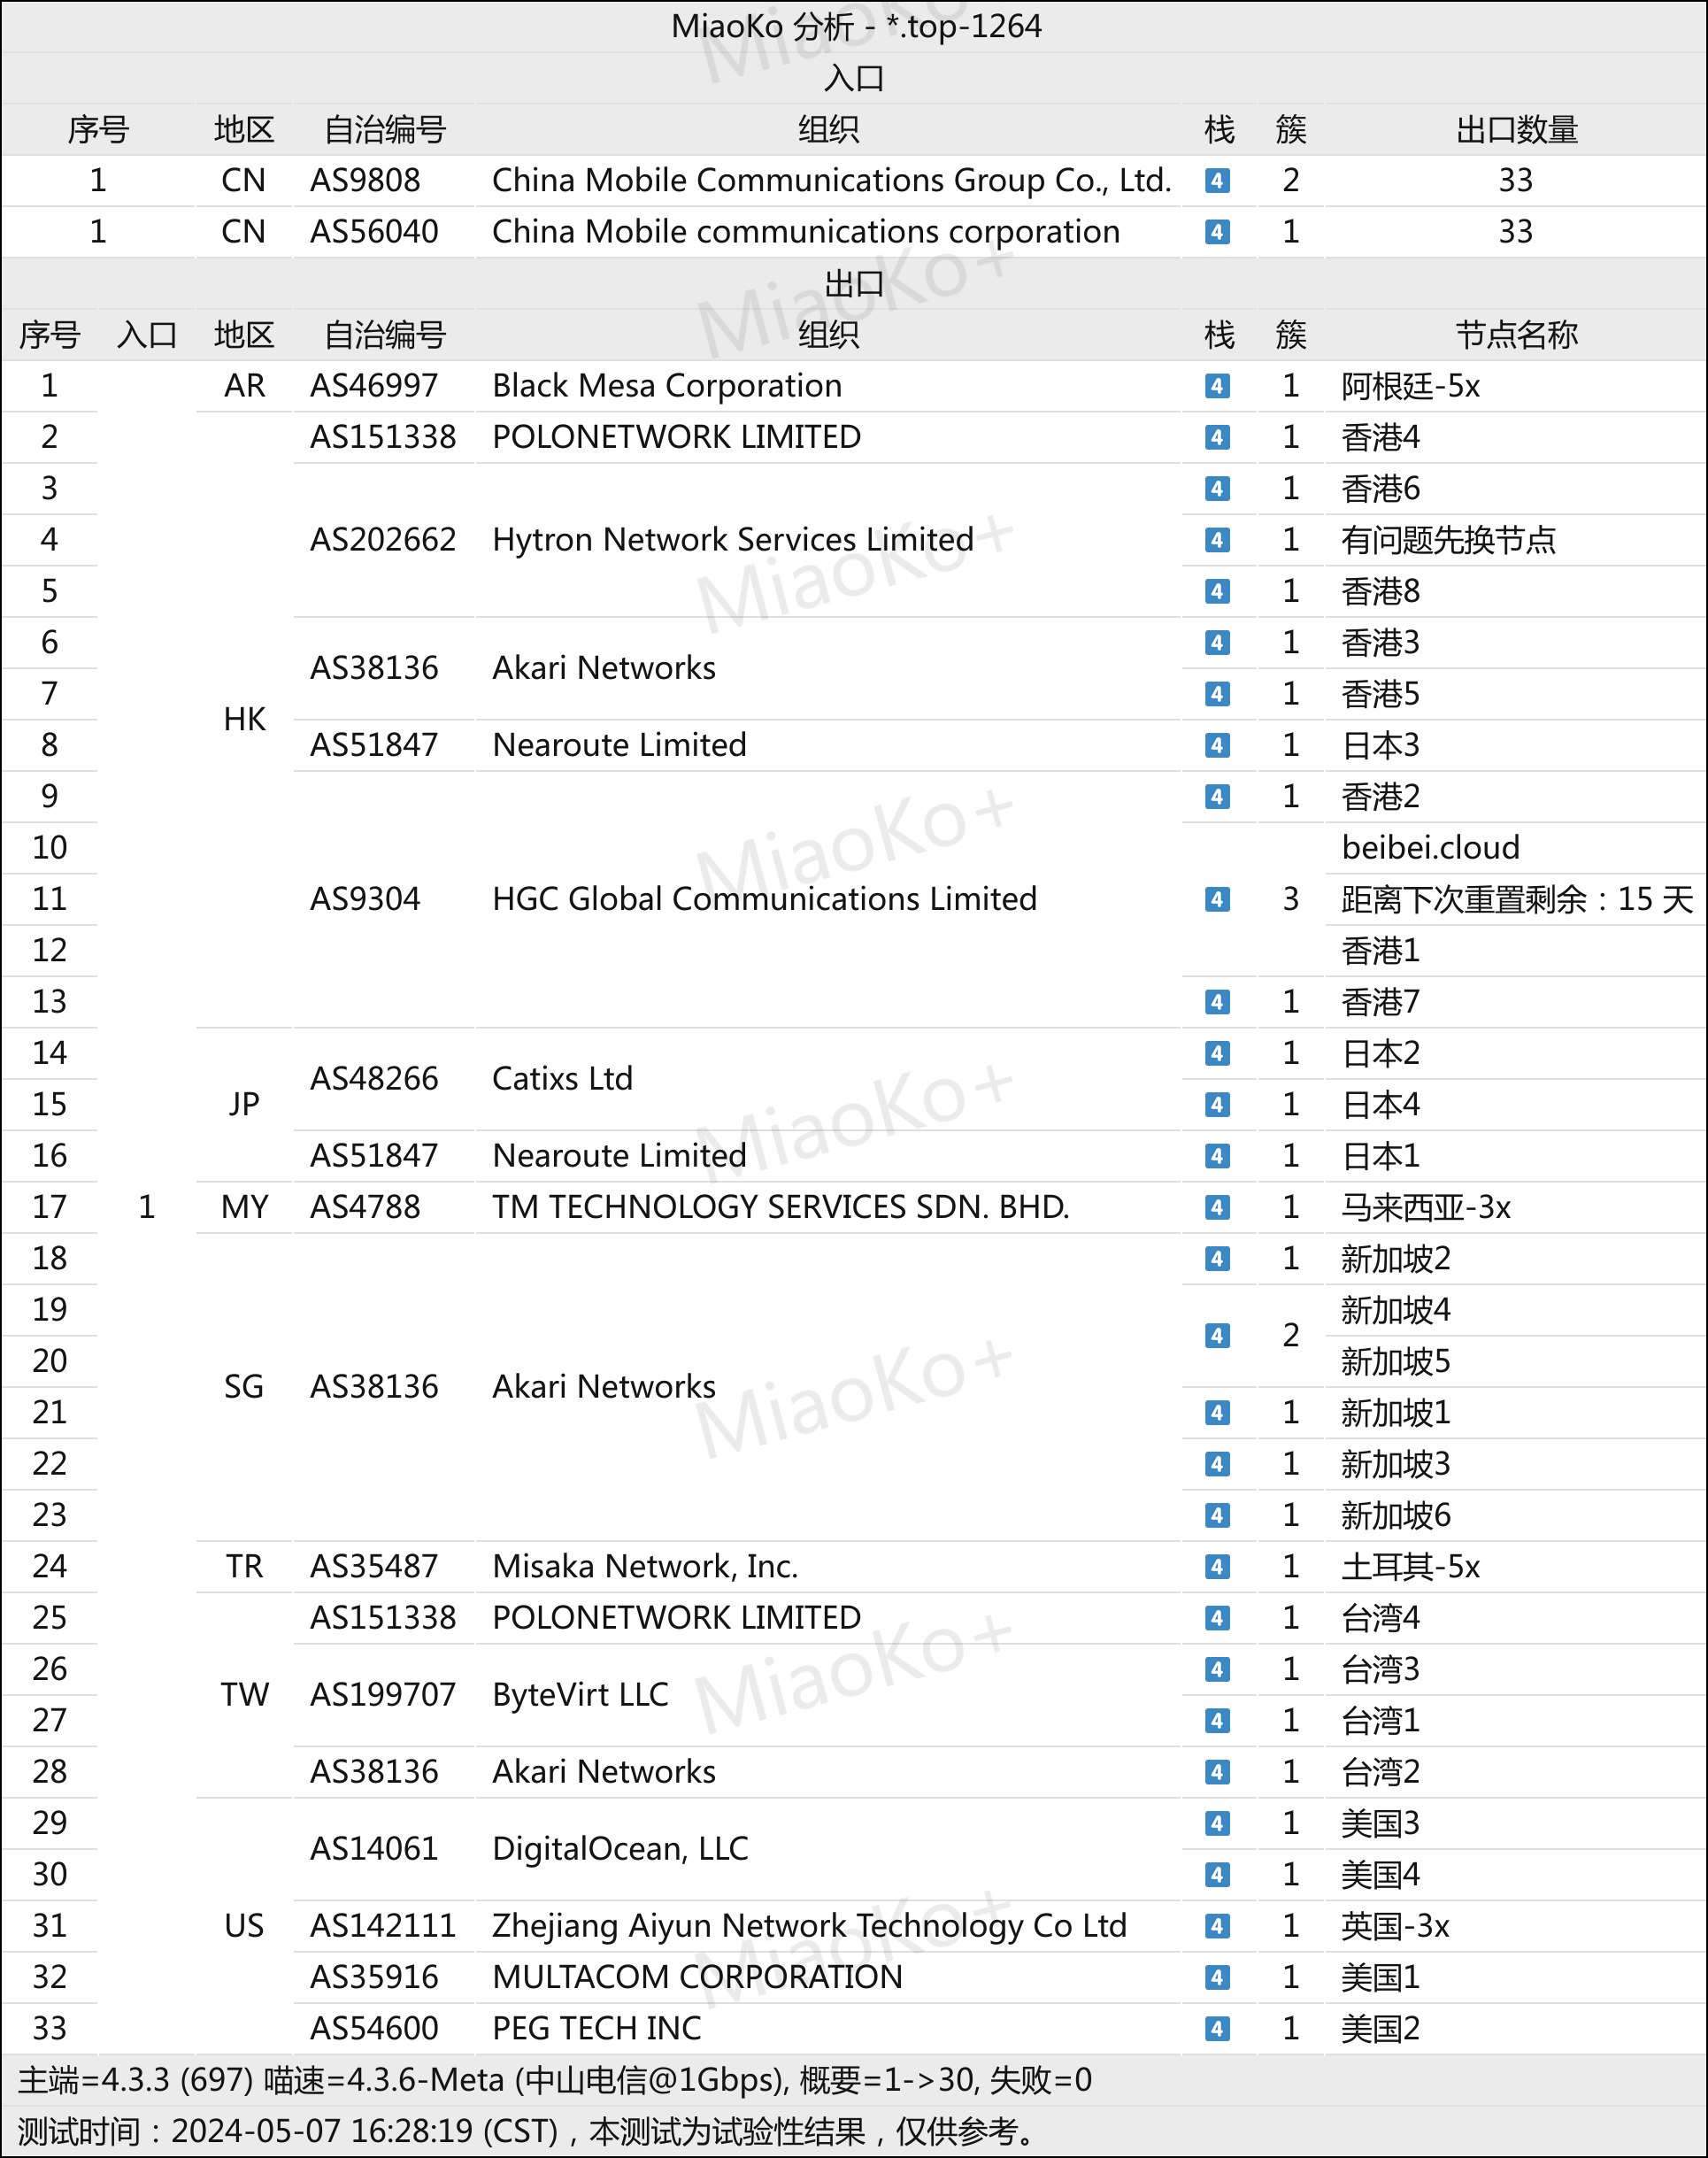 MiaoKo 分析 - *.top-1264
入口
序号 地区 自治编号 组织 栈 簇 出口数量
1 CN AS9808 China Mobile Communications Group Co., Ltd. 4 2 33
1 CN AS56040 China Mobile communications corporation 4 1 33
出口
序号 入口 地区 自治编号 组织 栈 簇 节点名称
1 AR AS46997 Black Mesa Corporation 4 1 阿根廷-5x
2 AS151338 POLONETWORK LIMITED 4 1 香港4
3 4 1 香港6
4 AS202662 Hytron Network Services Limited 4 1 有问题先换节点
5 4 1 香港8
6 4 1 香港3
AS38136 Akari Networks
7 4 1 香港5
HK
8 AS51847 Nearoute Limited 4 1 日本3
9 4 1 香港2
10 beibei.cloud
11 AS9304 HGC Global Communications Limited 4 3 距离下次重置剩余：15 天
12 香港1
13 4 1 香港7
14 4 1 日本2
AS48266 Catixs Ltd
15 JP 4 1 日本4
16 AS51847 Nearoute Limited 4 1 日本1
17 1 MY AS4788 TM TECHNOLOGY SERVICES SDN. BHD. 4 1 马来西亚-3x
18 4 1 新加坡2
19 新加坡4
4 2
20 新加坡5
SG AS38136 Akari Networks
21 4 1 新加坡1
22 4 1 新加坡3
23 4 1 新加坡6
24 TR AS35487 Misaka Network, Inc. 4 1 土耳其-5x
25 AS151338 POLONETWORK LIMITED 4 1 台湾4
26 4 1 台湾3
TW AS199707 ByteVirt LLC
27 4 1 台湾1
28 AS38136 Akari Networks 4 1 台湾2
29 4 1 美国3
AS14061 DigitalOcean, LLC
30 4 1 美国4
31 US AS142111 Zhejiang Aiyun Network Technology Co Ltd 4 1 英国-3x
32 AS35916 MULTACOM CORPORATION 4 1 美国1
33 AS54600 PEG TECH INC 4 1 美国2
主端=4.3.3 (697) 喵速=4.3.6-Meta (中山电信@1Gbps), 概要=1->30, 失败=0
测试时间：2024-05-07 16:28:19 (CST)，本测试为试验性结果，仅供参考。
MiaoKo+
MiaoKo+
MiaoKo+
MiaoKo+
MiaoKo+
MiaoKo+
MiaoKo+
MiaoKo+